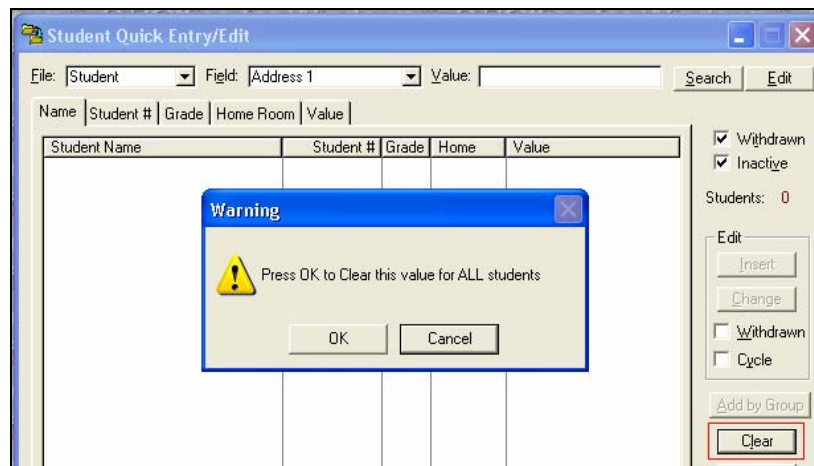 Student Quick Entry/Edit
File: Student Field: Address 1 Value: Search Edit
Name Student # Grade Home Room Value
Student Name Student # Grade Home Value
Withdrawn
Inactive
Students: 0
Warning
Press OK to Clear this value for ALL students
OK Cancel
Edit
Insert
Change
Withdrawn
Cycle
Add by Group
Clear